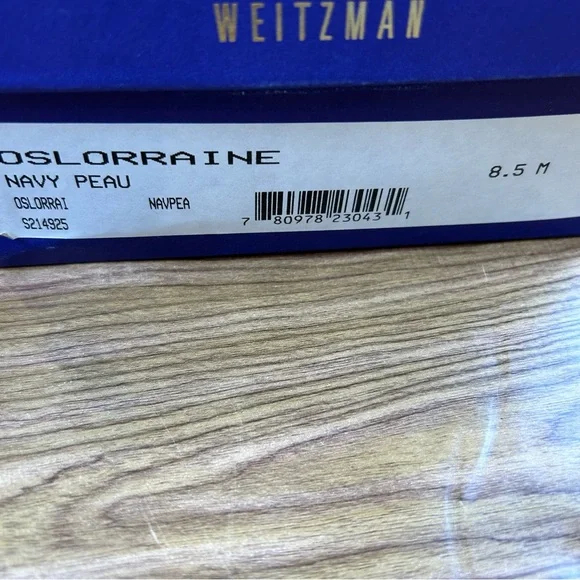 WEITZMAN
OSLORRAINE
NAVY PEAU
8.5 M
OSLORRAI NAVPEA
S214925
7 80978 23043 1